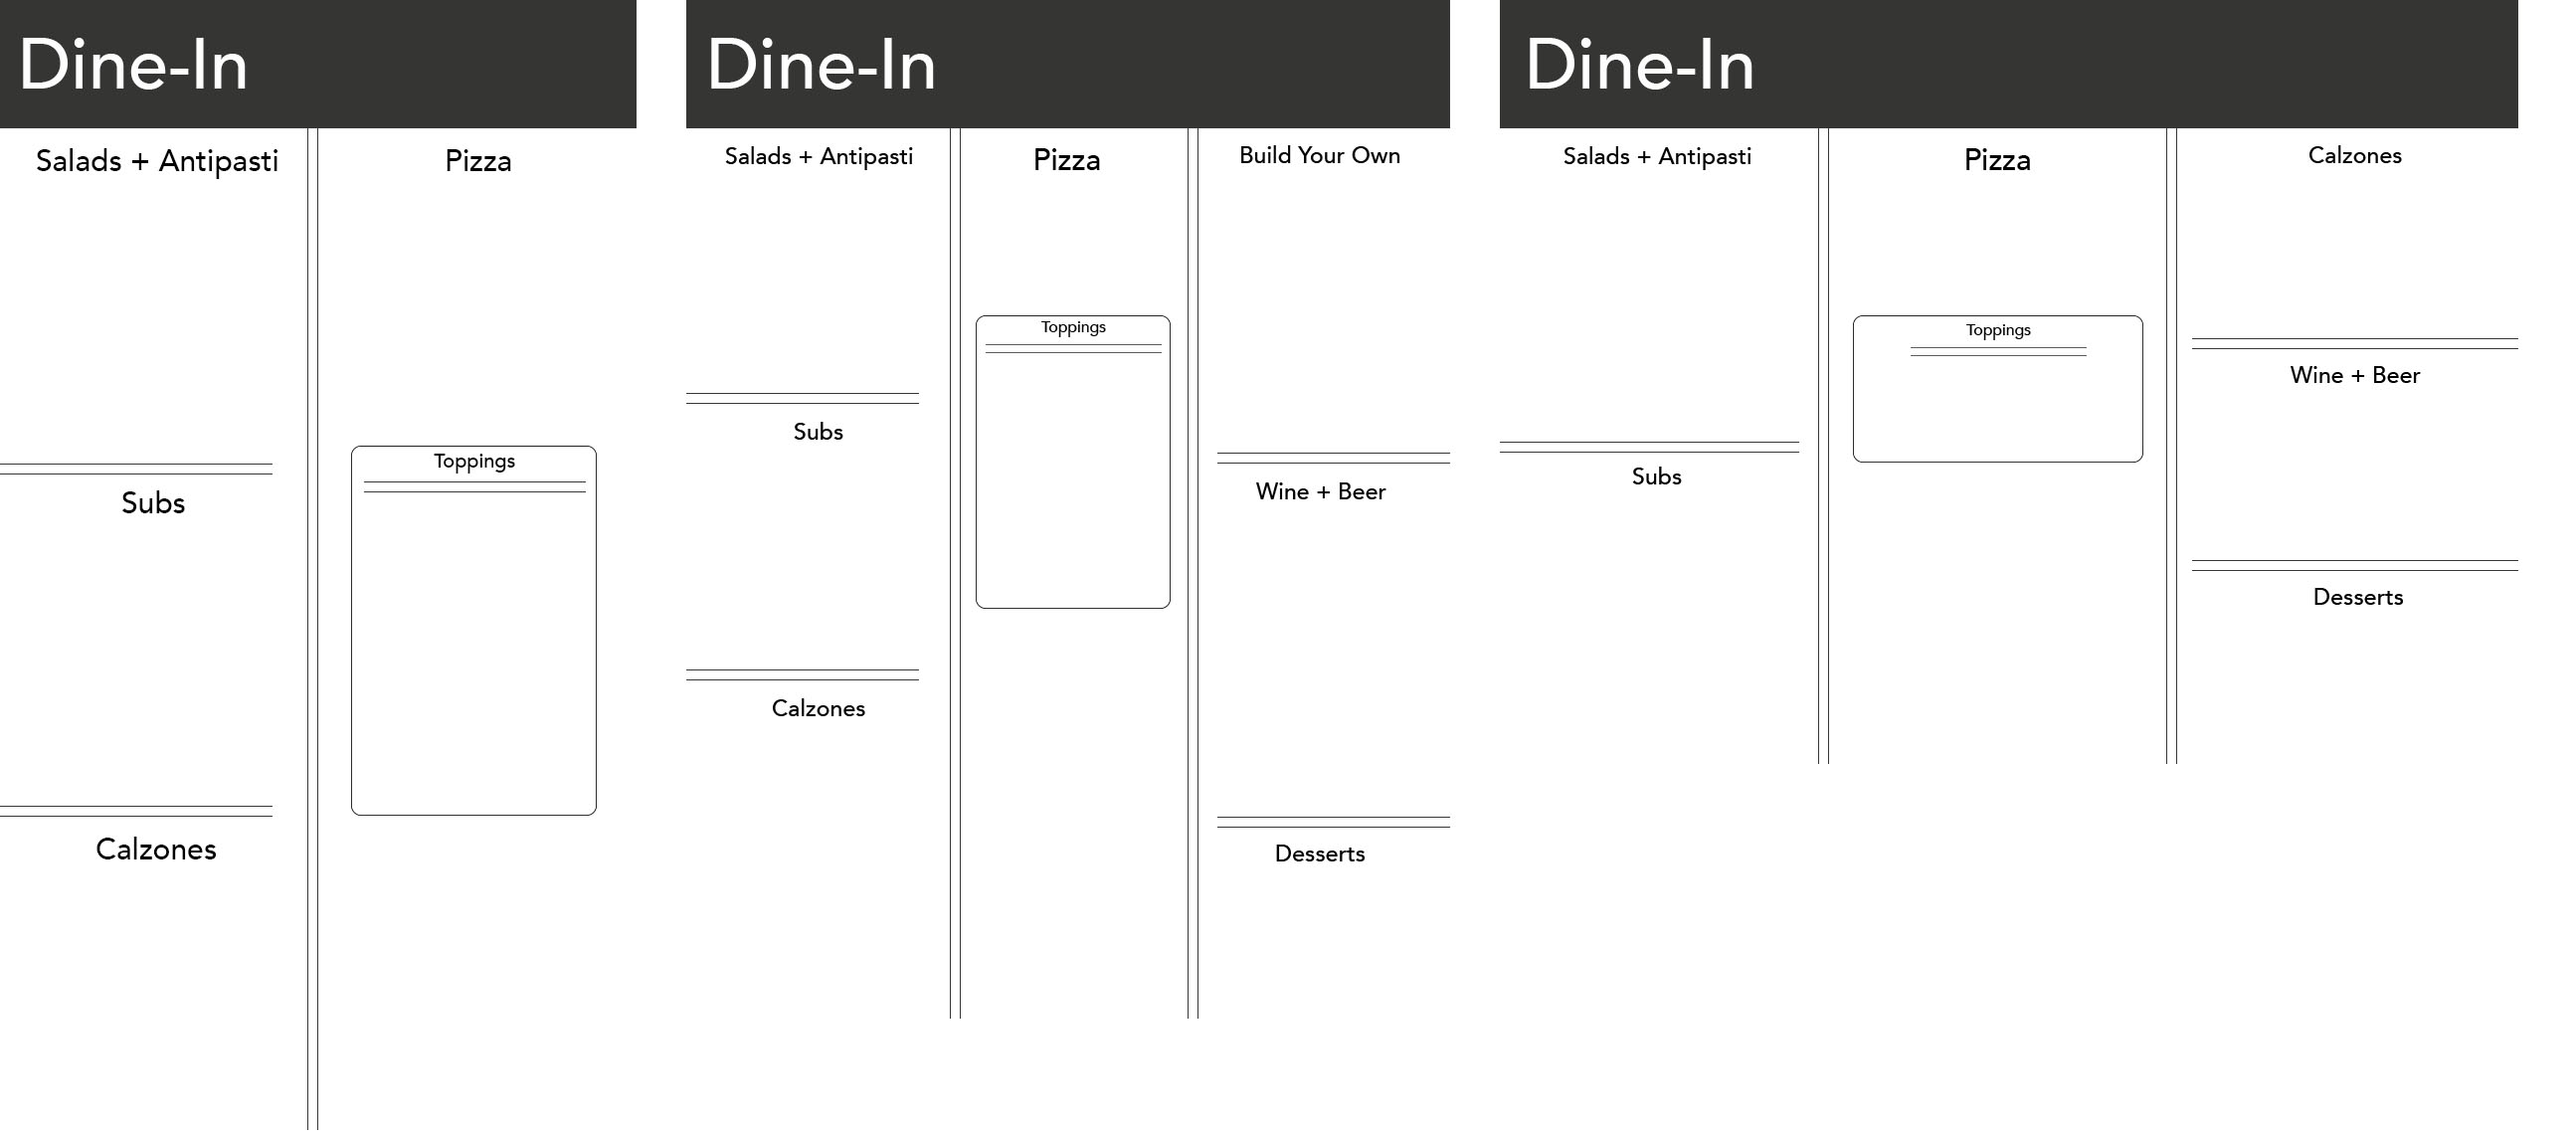 Dine-In
Salads + Antipasti
Subs
Calzones
Pizza
Toppings
Dine-In
Salads + Antipasti
Subs
Calzones
Pizza
Toppings
Build Your Own
Wine + Beer
Desserts
Dine-In
Salads + Antipasti
Subs
Pizza
Toppings
Calzones
Wine + Beer
Desserts